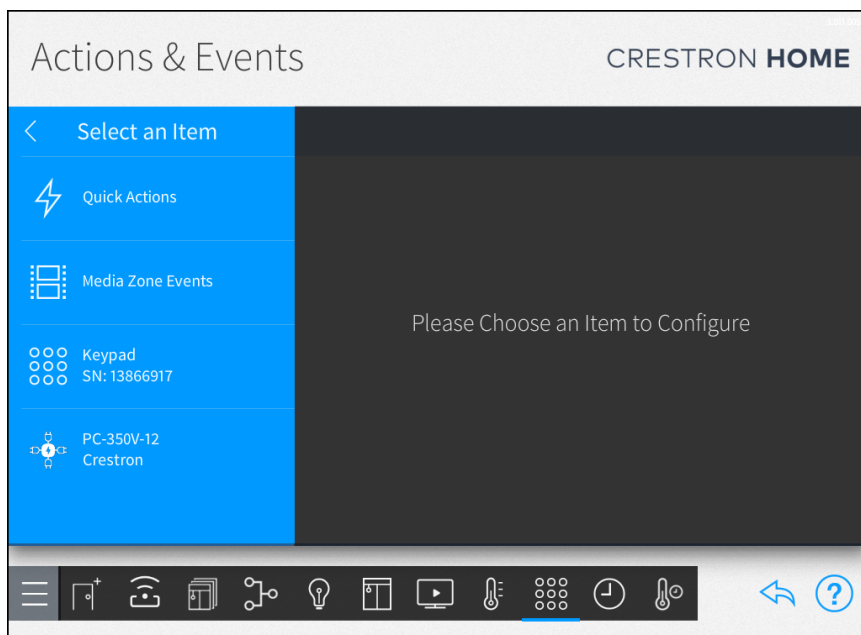 Actions & Events
CRESTRON HOME
Select an Item
Quick Actions
Media Zone Events
Keypad
SN: 13866917
PC-350V-12
Crestron
Please Choose an Item to Configure
?